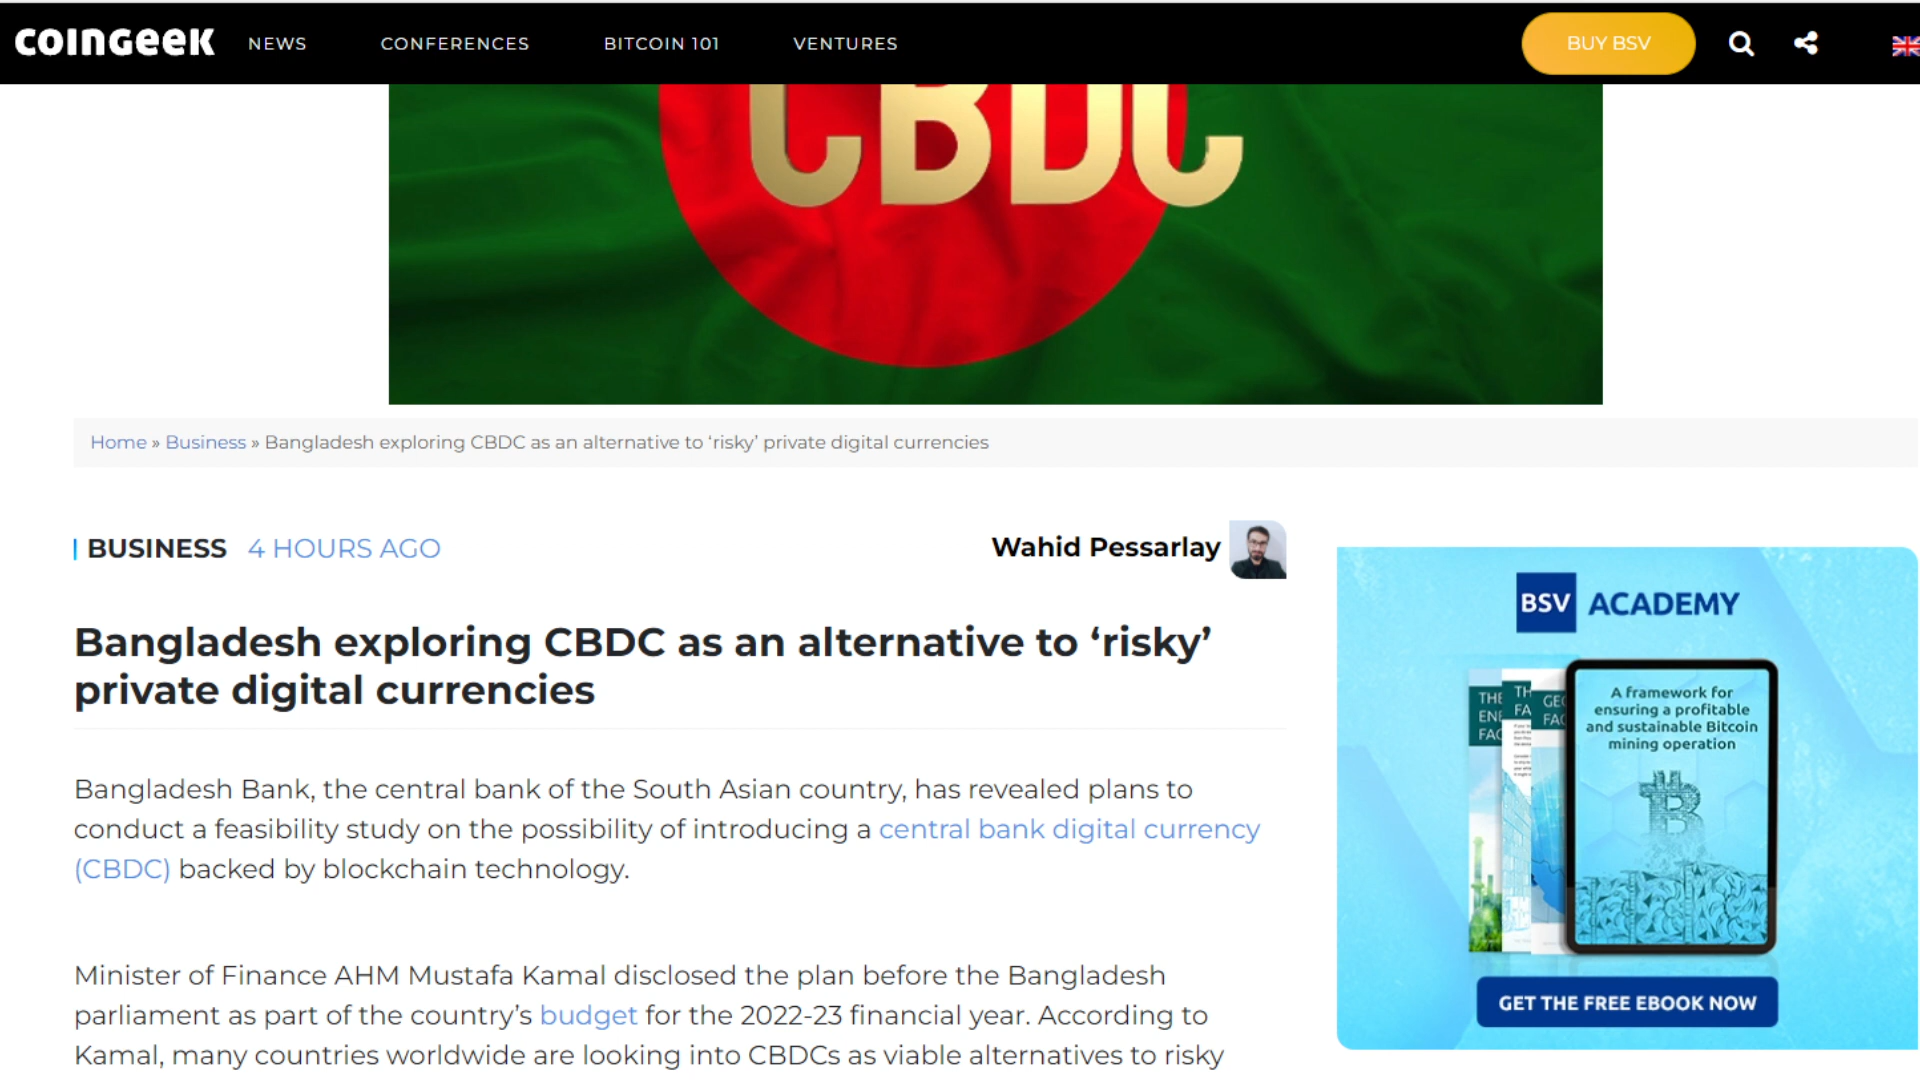 COINGEEK NEWS CONFERENCES BITCOIN 101 VENTURES BUY BSV
CBDC
Home » Business » Bangladesh exploring CBDC as an alternative to ‘risky’ private digital currencies
BUSINESS 4 HOURS AGO
Wahid Pessarlay
Bangladesh exploring CBDC as an alternative to ‘risky’
private digital currencies
Bangladesh Bank, the central bank of the South Asian country, has revealed plans to
conduct a feasibility study on the possibility of introducing a central bank digital currency
(CBDC) backed by blockchain technology.
Minister of Finance AHM Mustafa Kamal disclosed the plan before the Bangladesh
parliament as part of the country’s budget for the 2022-23 financial year. According to
Kamal, many countries worldwide are looking into CBDCs as viable alternatives to risky
BSV ACADEMY
THE
A framework for
ensuring a profitable
and sustainable Bitcoin
mining operation
GET THE FREE EBOOK NOW